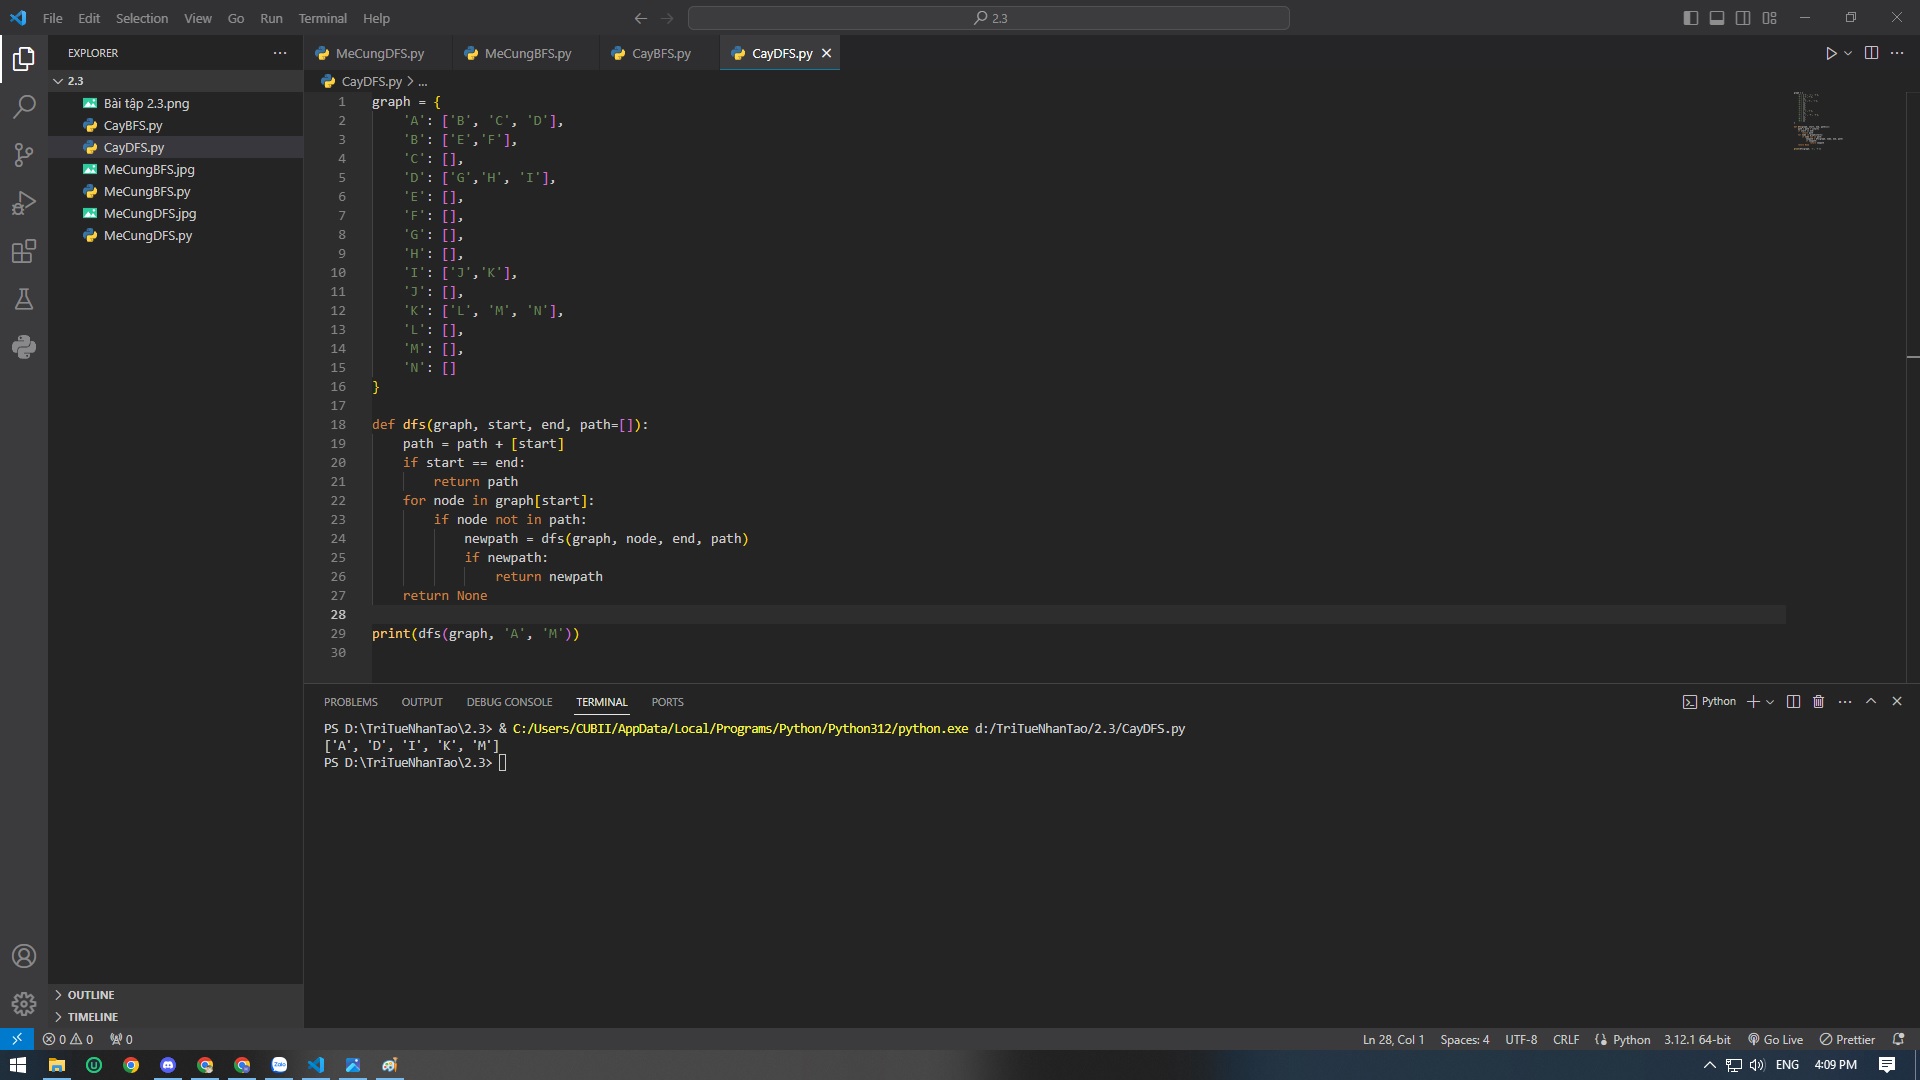 File Edit Selection View Go Run Terminal Help
2.3
EXPLORER
2.3
Bài tập 2.3.png
CayBFS.py
CayDFS.py
MeCungBFS.jpg
MeCungBFS.py
MeCungDFS.jpg
MeCungDFS.py
OUTLINE
TIMELINE
MeCungDFS.py MeCungBFS.py CayBFS.py CayDFS.py
CayDFS.py > ...
1 graph = {
2     'A': ['B', 'C', 'D'],
3     'B': ['E','F'],
4     'C': [],
5     'D': ['G','H', 'I'],
6     'E': [],
7     'F': [],
8     'G': [],
9     'H': [],
10     'I': ['J','K'],
11     'J': [],
12     'K': ['L', 'M', 'N'],
13     'L': [],
14     'M': [],
15     'N': []
16 }
17
18 def dfs(graph, start, end, path=[]):
19     path = path + [start]
20     if start == end:
21         return path
22     for node in graph[start]:
23         if node not in path:
24             newpath = dfs(graph, node, end, path)
25             if newpath:
26                 return newpath
27     return None
28
29 print(dfs(graph, 'A', 'M'))
30
PROBLEMS OUTPUT DEBUG CONSOLE TERMINAL PORTS
Python
PS D:\TriTueNhanTao\2.3> & C:/Users/CUBII/AppData/Local/Programs/Python/Python312/python.exe d:/TriTueNhanTao/2.3/CayDFS.py
['A', 'D', 'I', 'K', 'M']
PS D:\TriTueNhanTao\2.3>
0 0 0
Ln 28, Col 1 Spaces: 4 UTF-8 CRLF Python 3.12.1 64-bit Go Live Prettier
ENG 4:09 PM